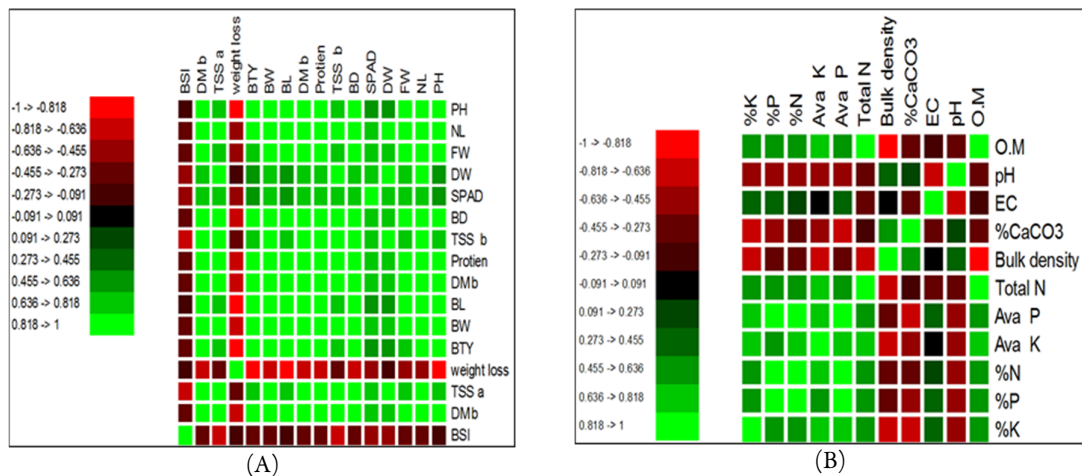 BSI
DM b
TSS a
weight loss
BTY
BW
BL
DM b
Protien
TSS b
BD
SPAD
DW
FW
NL
PH
-1 -> -0.818
-0.818 -> -0.636
-0.636 -> -0.455
-0.455 -> -0.273
-0.273 -> -0.091
-0.091 -> 0.091
0.091 -> 0.273
0.273 -> 0.455
0.455 -> 0.636
0.636 -> 0.818
0.818 -> 1
PH
NL
FW
DW
SPAD
BD
TSS b
Protien
DMb
BL
BW
BTY
weight loss
TSS a
DMb
BSI
(A)
%K
%P
%N
Ava K
Ava P
Total N
Bulk density
%CaCO3
EC
pH
O.M
-1 -> -0.818
-0.818 -> -0.636
-0.636 -> -0.455
-0.455 -> -0.273
-0.273 -> -0.091
-0.091 -> 0.091
0.091 -> 0.273
0.273 -> 0.455
0.455 -> 0.636
0.636 -> 0.818
0.818 -> 1
O.M
pH
EC
%CaCO3
Bulk density
Total N
Ava P
Ava K
%N
%P
%K
(B)